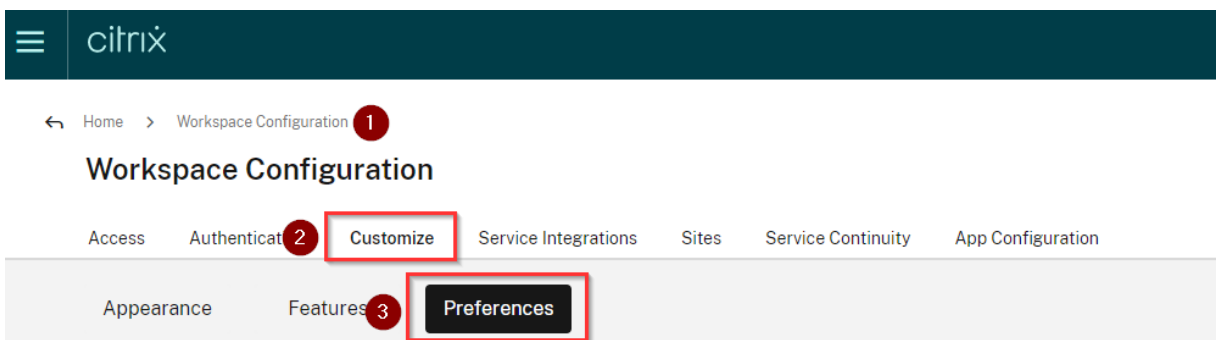 citrix
Home > Workspace Configuration 1
Workspace Configuration
Access Authenticat 2 Customize Service Integrations Sites Service Continuity App Configuration
Appearance Features 3 Preferences